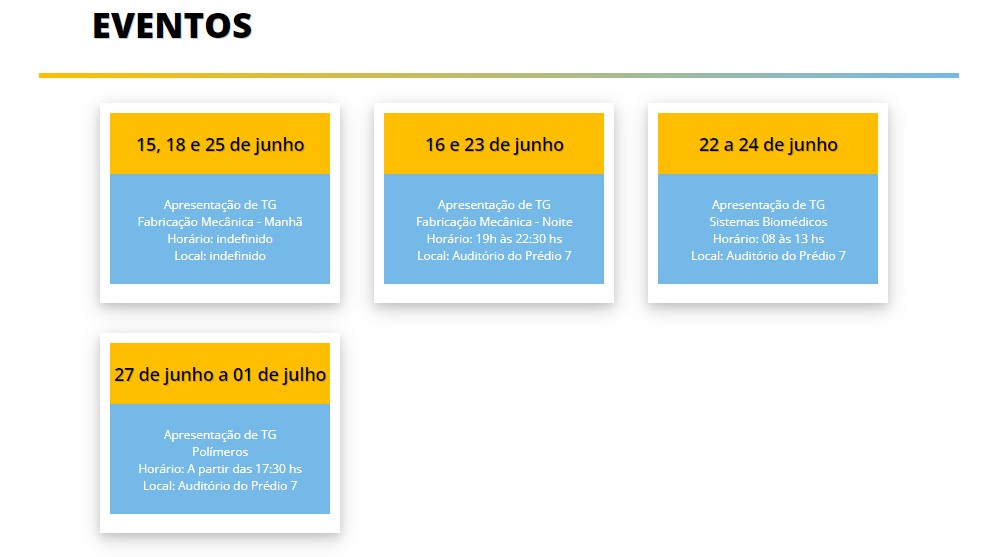 EVENTOS
15, 18 e 25 de junho
Apresentação de TG
Fabricação Mecânica - Manhã
Horário: indefinido
Local: indefinido
16 e 23 de junho
Apresentação de TG
Fabricação Mecânica - Noite
Horário: 19h às 22:30 hs
Local: Auditório do Prédio 7
22 a 24 de junho
Apresentação de TG
Sistemas Biomédicos
Horário: 08 às 13 hs
Local: Auditório do Prédio 7
27 de junho a 01 de julho
Apresentação de TG
Polímeros
Horário: A partir das 17:30 hs
Local: Auditório do Prédio 7